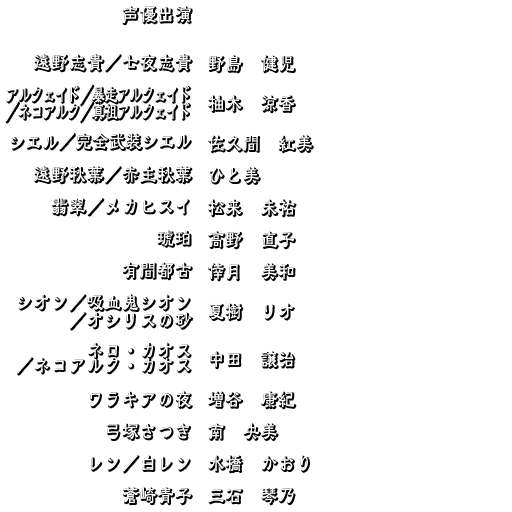 声優出演
遠野志貴／七夜志貴　野島　健児
アルクェイド／暴走アルクェイド
／ネコアルク／真祖アルクェイド　柚木　涼香
シエル／完全武装シエル　佐久間　紅美
遠野秋葉／赤主秋葉　ひと美
翡翠／メカヒスイ　松来　未祐
琥珀　高野　直子
有間都古　倖月　美和
シオン／吸血鬼シオン
／オシリスの砂　夏樹　リオ
ネロ・カオス
／ネコアルク・カオス　中田　譲治
ワラキアの夜　増谷　康紀
弓塚さつき　南　央美
レン／白レン　水橋　かおり
蒼崎青子　三石　琴乃